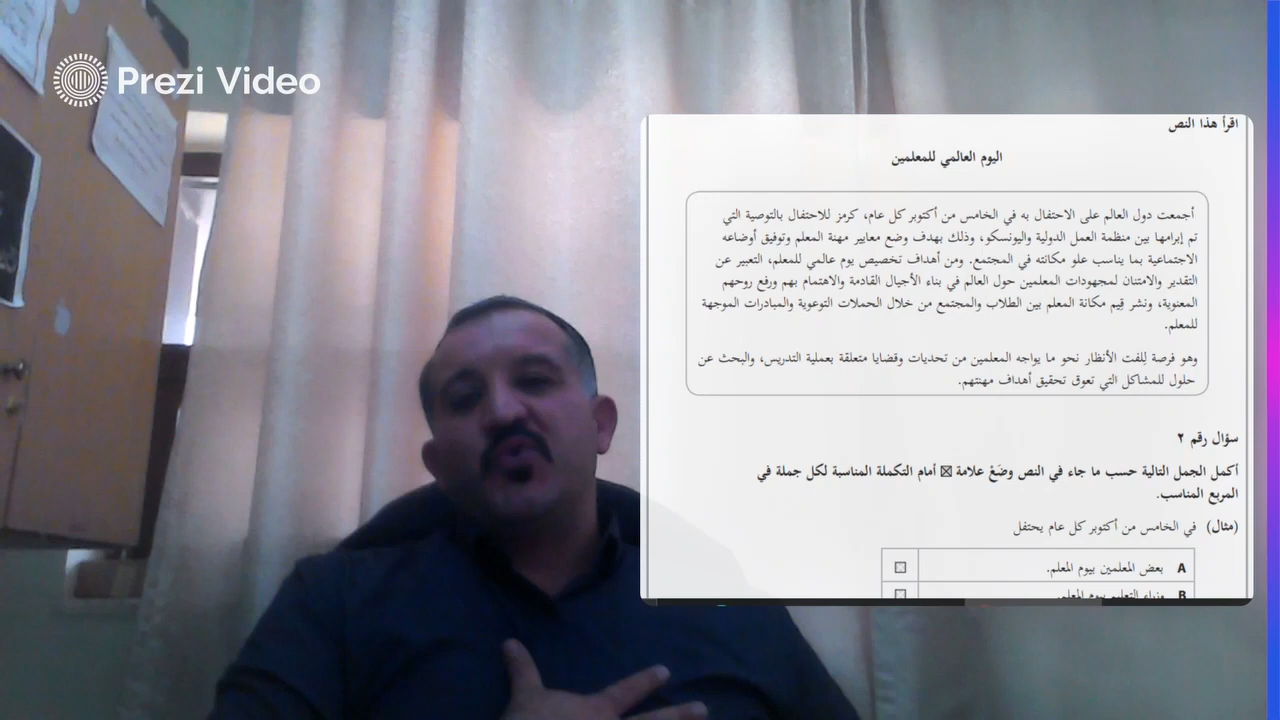 Prezi Video
اقرأ هذا النص
اليوم العالمي للمعلمين
أجمعت دول العالم على الاحتفال به في الخامس من أكتوبر كل عام، كرمز للاحتفال بالتوصية التي
تم إبرامها بين منظمة العمل الدولية واليونسكو، وذلك بهدف وضع معايير مهنة المعلم وتوفيق أوضاعه
الاجتماعية بما يناسب علو مكانته في المجتمع. ومن أهداف تخصيص يوم عالمي للمعلم، التعبير عن
التقدير والامتنان لمجهودات المعلمين حول العالم في بناء الأجيال القادمة والاهتمام بهم ورفع روحهم
المعنوية، ونشر قِيم مكانة المعلم بين الطلاب والمجتمع من خلال الحملات التوعوية والمبادرات الموجهة
للمعلم.
وهو فرصة لِلفت الأنظار نحو ما يواجه المعلمين من تحديات وقضايا متعلقة بعملية التدريس، والبحث عن
حلول للمشاكل التي تعوق تحقيق أهداف مهنتهم.
سؤال رقم ٢
أكمل الجمل التالية حسب ما جاء في النص وضَعْ علامة ☒ أمام التكملة المناسبة لكل جملة في
المربع المناسب.
(مثال) في الخامس من أكتوبر كل عام يحتفل
A بعض المعلمين بيوم المعلم. ☒
B وزراء التعليم بيوم المعلم.